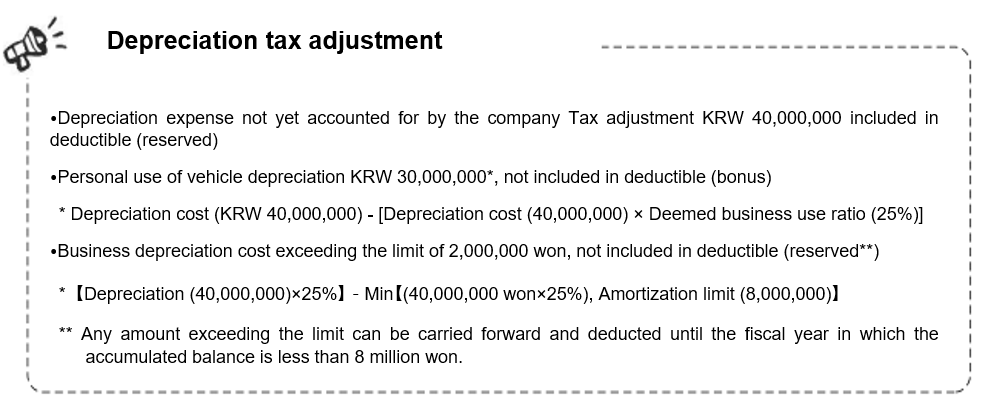 Depreciation tax adjustment
•Depreciation expense not yet accounted for by the company Tax adjustment KRW 40,000,000 included in
deductible (reserved)
•Personal use of vehicle depreciation KRW 30,000,000*, not included in deductible (bonus)
* Depreciation cost (KRW 40,000,000) - [Depreciation cost (40,000,000) × Deemed business use ratio (25%)]
•Business depreciation cost exceeding the limit of 2,000,000 won, not included in deductible (reserved**)
*【Depreciation (40,000,000)×25%】- Min【(40,000,000 won×25%), Amortization limit (8,000,000)】
** Any amount exceeding the limit can be carried forward and deducted until the fiscal year in which the
accumulated balance is less than 8 million won.